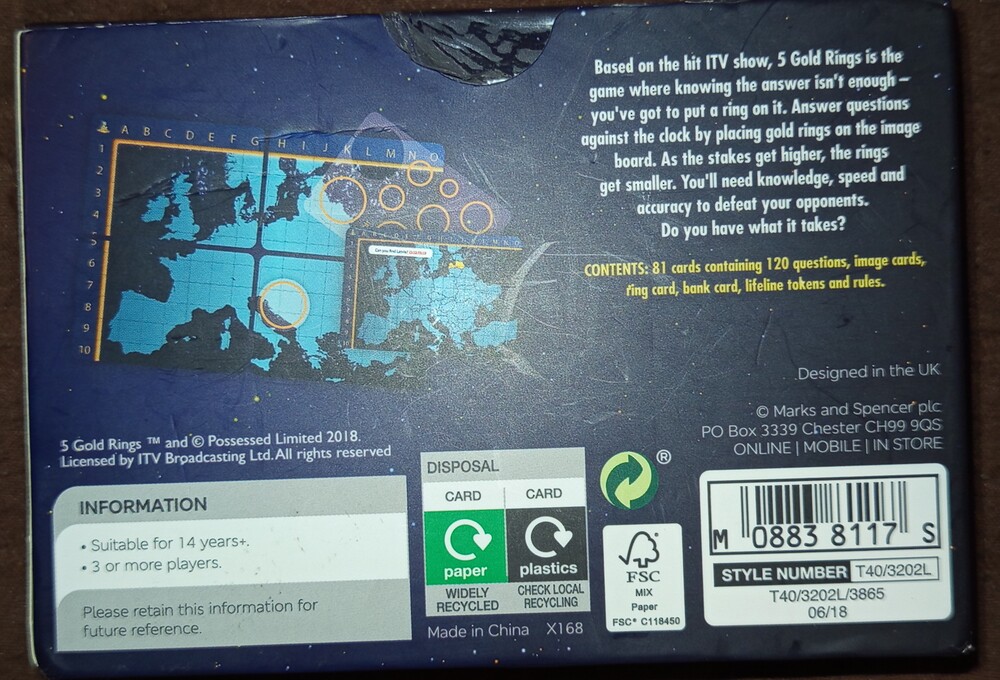 Based on the hit ITV show, 5 Gold Rings is the
game where knowing the answer isn't enough –
you've got to put a ring on it. Answer questions
against the clock by placing gold rings on the image
board. As the stakes get higher, the rings
get smaller. You'll need knowledge, speed and
accuracy to defeat your opponents.
Do you have what it takes?
CONTENTS: 81 cards containing 120 questions, image cards,
ring card, bank card, lifeline tokens and rules.
A B C D E F G H I J K L M N O
1
2
3
4
5
6
7
8
9
10
Designed in the UK
© Marks and Spencer plc
PO Box 3339 Chester CH99 9QS
ONLINE | MOBILE | IN STORE
5 Gold Rings ™ and © Possessed Limited 2018.
Licensed by ITV Broadcasting Ltd. All rights reserved
INFORMATION
• Suitable for 14 years+.
• 3 or more players.
Please retain this information for
future reference.
DISPOSAL
CARD CARD
paper plastics
WIDELY RECYCLED
CHECK LOCAL RECYCLING
Made in China X168
®
FSC
MIX
Paper
FSC® C118450
M 0883 8117 S
STYLE NUMBER T40/3202L
T40/3202L/3865
06/18